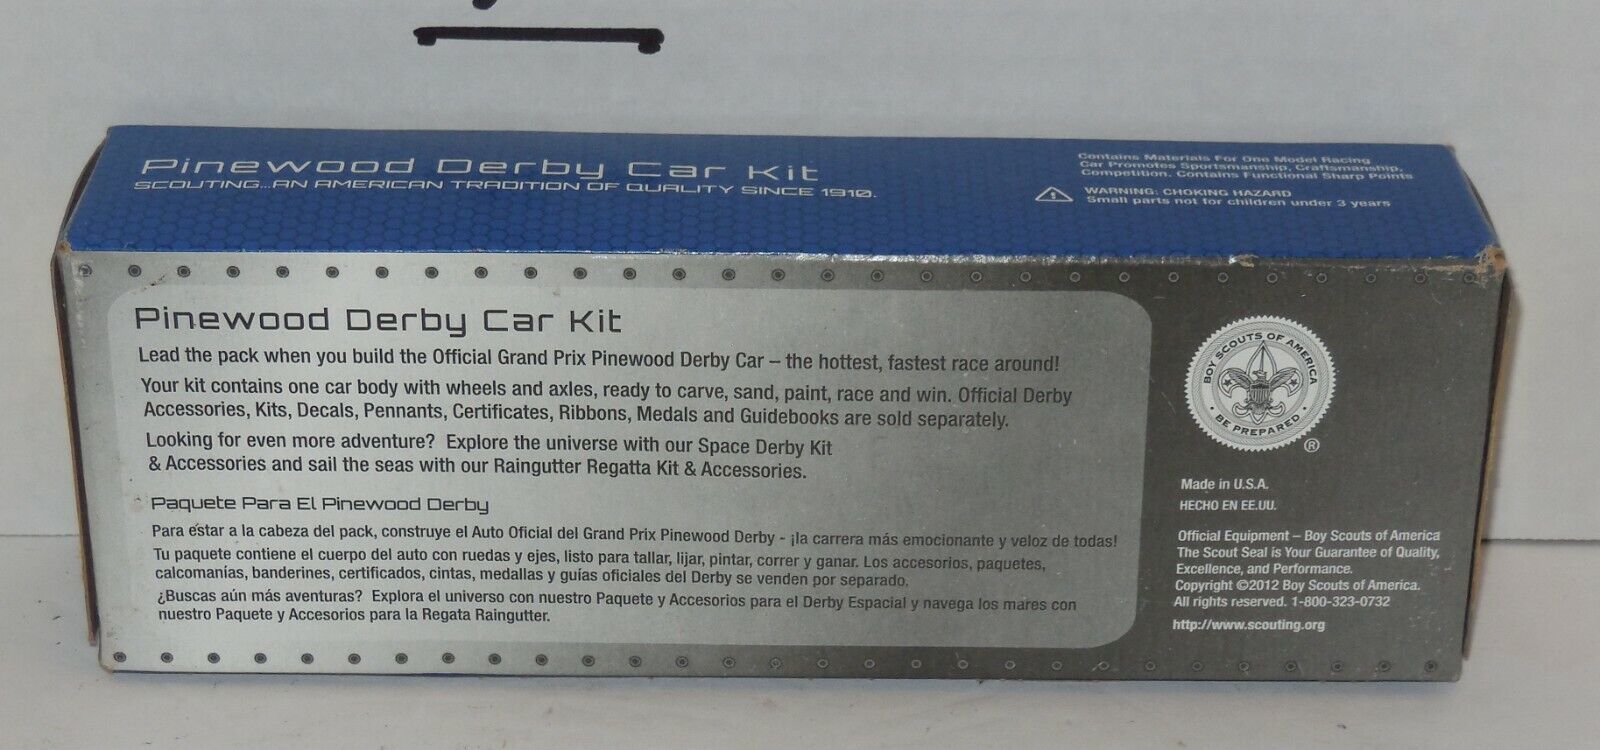 Pinewood Derby Car Kit
SCOUTING...AN AMERICAN TRADITION OF QUALITY SINCE 1910.
Contains Materials For One Model Racing
Car Promotes Sportsmanship, Craftsmanship,
Competition. Contains Functional Sharp Points
WARNING: CHOKING HAZARD
Small parts not for children under 3 years
Pinewood Derby Car Kit
Lead the pack when you build the Official Grand Prix Pinewood Derby Car – the hottest, fastest race around!
Your kit contains one car body with wheels and axles, ready to carve, sand, paint, race and win. Official Derby
Accessories, Kits, Decals, Pennants, Certificates, Ribbons, Medals and Guidebooks are sold separately.
Looking for even more adventure? Explore the universe with our Space Derby Kit
& Accessories and sail the seas with our Raingutter Regatta Kit & Accessories.
Paquete Para El Pinewood Derby
Para estar a la cabeza del pack, construye el Auto Oficial del Grand Prix Pinewood Derby - ¡la carrera más emocionante y veloz de todas!
Tu paquete contiene el cuerpo del auto con ruedas y ejes, listo para tallar, lijar, pintar, correr y ganar. Los accesorios, paquetes,
calcomanías, banderines, certificados, cintas, medallas y guías oficiales del Derby se venden por separado.
¿Buscas aún más aventuras? Explora el universo con nuestro Paquete y Accesorios para el Derby Espacial y navega los mares con
nuestro Paquete y Accesorios para la Regata Raingutter.
BOY SCOUTS OF AMERICA
• BE PREPARED •
®
Made in U.S.A.
HECHO EN EE.UU.
Official Equipment – Boy Scouts of America
The Scout Seal is Your Guarantee of Quality,
Excellence, and Performance.
Copyright ©2012 Boy Scouts of America.
All rights reserved. 1-800-323-0732
http://www.scouting.org